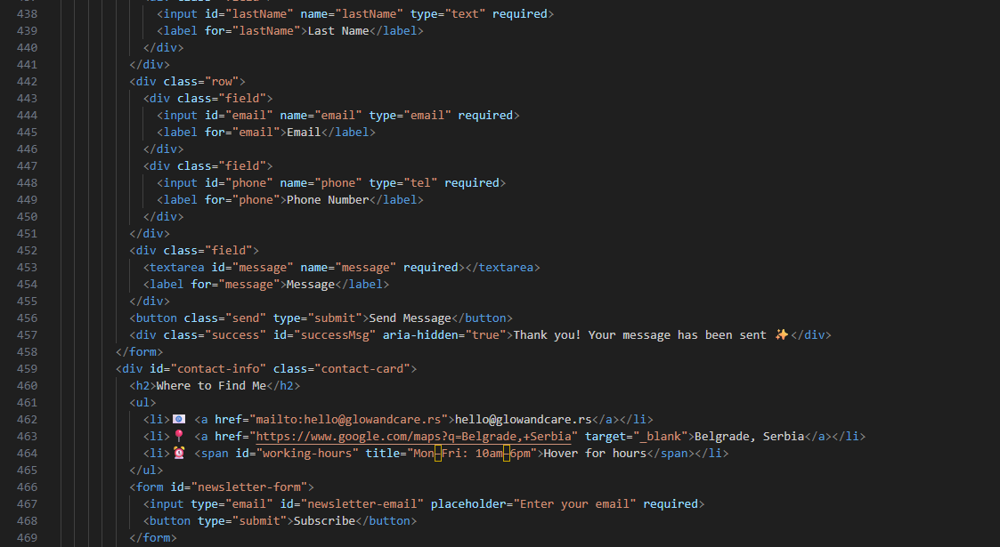 438 <input id="lastName" name="lastName" type="text" required>
439 <label for="lastName">Last Name</label>
440 </div>
441 </div>
442 <div class="row">
443 <div class="field">
444 <input id="email" name="email" type="email" required>
445 <label for="email">Email</label>
446 </div>
447 <div class="field">
448 <input id="phone" name="phone" type="tel" required>
449 <label for="phone">Phone Number</label>
450 </div>
451 </div>
452 <div class="field">
453 <textarea id="message" name="message" required></textarea>
454 <label for="message">Message</label>
455 </div>
456 <button class="send" type="submit">Send Message</button>
457 <div class="success" id="successMsg" aria-hidden="true">Thank you! Your message has been sent ✨</div>
458 </form>
459 <div id="contact-info" class="contact-card">
460 <h2>Where to Find Me</h2>
461 <ul>
462 <li>📧 <a href="mailto:hello@glowandcare.rs">hello@glowandcare.rs</a></li>
463 <li>📍 <a href="https://www.google.com/maps?q=Belgrade,+Serbia" target="_blank">Belgrade, Serbia</a></li>
464 <li>⏰ <span id="working-hours" title="Mon–Fri: 10am–6pm">Hover for hours</span></li>
465 </ul>
466 <form id="newsletter-form">
467 <input type="email" id="newsletter-email" placeholder="Enter your email" required>
468 <button type="submit">Subscribe</button>
469 </form>